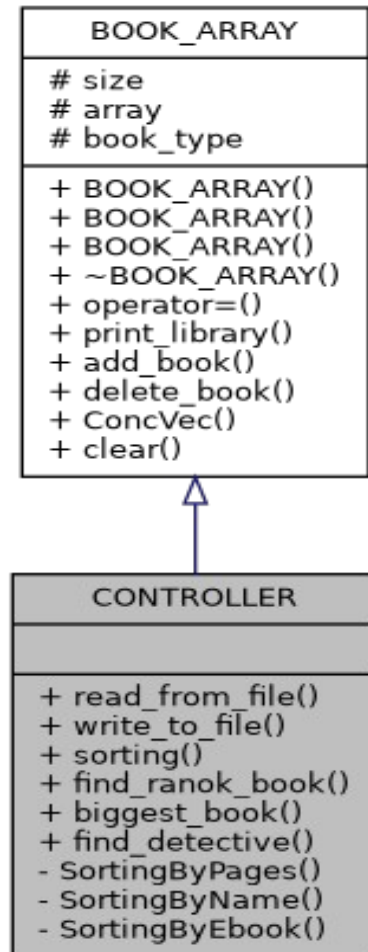 BOOK_ARRAY
# size
# array
# book_type
+ BOOK_ARRAY()
+ BOOK_ARRAY()
+ BOOK_ARRAY()
+ ~BOOK_ARRAY()
+ operator=()
+ print_library()
+ add_book()
+ delete_book()
+ ConcVec()
+ clear()
CONTROLLER
+ read_from_file()
+ write_to_file()
+ sorting()
+ find_ranok_book()
+ biggest_book()
+ find_detective()
- SortingByPages()
- SortingByName()
- SortingByEbook()